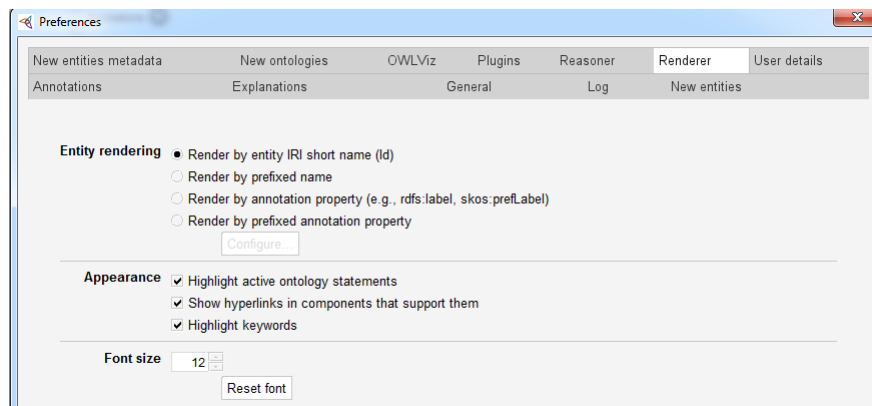 Preferences
New entities metadata New ontologies OWLViz Plugins Reasoner Renderer User details
Annotations Explanations General Log New entities
Entity rendering Render by entity IRI short name (Id)
Render by prefixed name
Render by annotation property (e.g., rdfs:label, skos:prefLabel)
Render by prefixed annotation property
Configure...
Appearance Highlight active ontology statements
Show hyperlinks in components that support them
Highlight keywords
Font size 12
Reset font